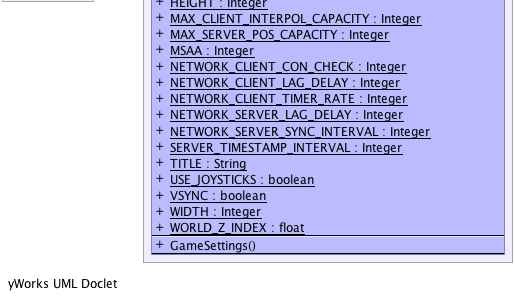 + HEIGHT : Integer
+ MAX_CLIENT_INTERPOL_CAPACITY : Integer
+ MAX_SERVER_POS_CAPACITY : Integer
+ MSAA : Integer
+ NETWORK_CLIENT_CON_CHECK : Integer
+ NETWORK_CLIENT_LAG_DELAY : Integer
+ NETWORK_CLIENT_TIMER_RATE : Integer
+ NETWORK_SERVER_LAG_DELAY : Integer
+ NETWORK_SERVER_SYNC_INTERVAL : Integer
+ SERVER_TIMESTAMP_INTERVAL : Integer
+ TITLE : String
+ USE_JOYSTICKS : boolean
+ VSYNC : boolean
+ WIDTH : Integer
+ WORLD_Z_INDEX : float
+ GameSettings()
yWorks UML Doclet